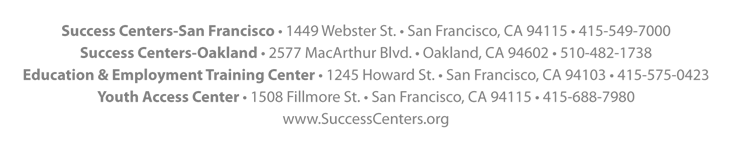 Success Centers-San Francisco • 1449 Webster St. • San Francisco, CA 94115 • 415-549-7000
Success Centers-Oakland • 2577 MacArthur Blvd. • Oakland, CA 94602 • 510-482-1738
Education & Employment Training Center • 1245 Howard St. • San Francisco, CA 94103 • 415-575-0423
Youth Access Center • 1508 Fillmore St. • San Francisco, CA 94115 • 415-688-7980
www.SuccessCenters.org